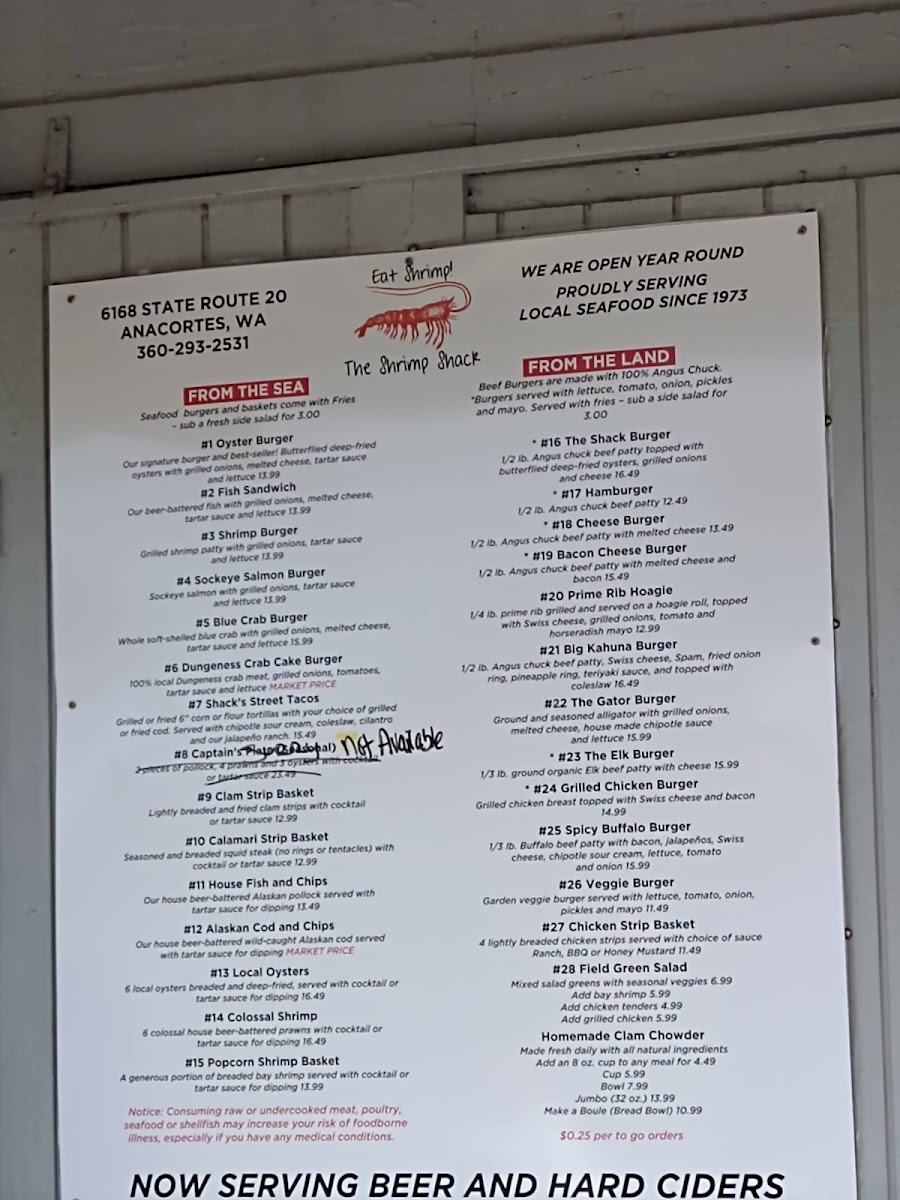 6168 STATE ROUTE 20
ANACORTES, WA
360-293-2531
Eat Shrimp!
The Shrimp Shack
WE ARE OPEN YEAR ROUND
PROUDLY SERVING
LOCAL SEAFOOD SINCE 1973
FROM THE SEA
Seafood burgers and baskets come with Fries
– sub a fresh side salad for 3.00
#1 Oyster Burger
Our signature burger and best-seller! Butterflied deep-fried
oysters with grilled onions, melted cheese, tartar sauce
and lettuce 13.99
#2 Fish Sandwich
Our beer-battered fish with grilled onions, melted cheese,
tartar sauce and lettuce 13.99
#3 Shrimp Burger
Grilled shrimp patty with grilled onions, tartar sauce
and lettuce 13.99
#4 Sockeye Salmon Burger
Sockeye salmon with grilled onions, tartar sauce
and lettuce 13.99
#5 Blue Crab Burger
Whole soft-shelled blue crab with grilled onions, melted cheese,
tartar sauce and lettuce 15.99
#6 Dungeness Crab Cake Burger
100% local Dungeness crab meat, grilled onions, tomatoes,
tartar sauce and lettuce MARKET PRICE
#7 Shack's Street Tacos
Grilled or fried 6" corn or flour tortillas with your choice of grilled
or fried cod. Served with chipotle sour cream, coleslaw, cilantro
and our jalapeño ranch. 15.49
#8 Captain's Not Available
2 pieces of pollock, 4 prawns and 3 oysters with cocktail
or tartar sauce 23.49
#9 Clam Strip Basket
Lightly breaded and fried clam strips with cocktail
or tartar sauce 12.99
#10 Calamari Strip Basket
Seasoned and breaded squid steak (no rings or tentacles) with
cocktail or tartar sauce 12.99
#11 House Fish and Chips
Our house beer-battered Alaskan pollock served with
tartar sauce for dipping 13.49
#12 Alaskan Cod and Chips
Our house beer-battered wild-caught Alaskan cod served
with tartar sauce for dipping MARKET PRICE
#13 Local Oysters
6 local oysters breaded and deep-fried, served with cocktail or
tartar sauce for dipping 16.49
#14 Colossal Shrimp
6 colossal house beer-battered prawns with cocktail or
tartar sauce for dipping 16.49
#15 Popcorn Shrimp Basket
A generous portion of breaded bay shrimp served with cocktail or
tartar sauce for dipping 13.99
Notice: Consuming raw or undercooked meat, poultry,
seafood or shellfish may increase your risk of foodborne
illness, especially if you have any medical conditions.
FROM THE LAND
Beef Burgers are made with 100% Angus Chuck.
*Burgers served with lettuce, tomato, onion, pickles
and mayo. Served with fries – sub a side salad for
3.00
* #16 The Shack Burger
1/2 lb. Angus chuck beef patty topped with
butterflied deep-fried oysters, grilled onions
and cheese 16.49
* #17 Hamburger
1/2 lb. Angus chuck beef patty 12.49
* #18 Cheese Burger
1/2 lb. Angus chuck beef patty with melted cheese 13.49
* #19 Bacon Cheese Burger
1/2 lb. Angus chuck beef patty with melted cheese and
bacon 15.49
#20 Prime Rib Hoagie
1/4 lb. prime rib grilled and served on a hoagie roll, topped
with Swiss cheese, grilled onions, tomato and
horseradish mayo 12.99
#21 Big Kahuna Burger
1/2 lb. Angus chuck beef patty, Swiss cheese, Spam, fried onion
ring, pineapple ring, teriyaki sauce, and topped with
coleslaw 16.49
#22 The Gator Burger
Ground and seasoned alligator with grilled onions,
melted cheese, house made chipotle sauce
and lettuce 15.99
* #23 The Elk Burger
1/3 lb. ground organic Elk beef patty with cheese 15.99
* #24 Grilled Chicken Burger
Grilled chicken breast topped with Swiss cheese and bacon
14.99
#25 Spicy Buffalo Burger
1/3 lb. Buffalo beef patty with bacon, jalapeños, Swiss
cheese, chipotle sour cream, lettuce, tomato
and onion 15.99
#26 Veggie Burger
Garden veggie burger served with lettuce, tomato, onion,
pickles and mayo 11.49
#27 Chicken Strip Basket
4 lightly breaded chicken strips served with choice of sauce
Ranch, BBQ or Honey Mustard 11.49
#28 Field Green Salad
Mixed salad greens with seasonal veggies 6.99
Add bay shrimp 5.99
Add chicken tenders 4.99
Add grilled chicken 5.99
Homemade Clam Chowder
Made fresh daily with all natural ingredients
Add an 8 oz. cup to any meal for 4.49
Cup 5.99
Bowl 7.99
Jumbo (32 oz.) 13.99
Make a Boule (Bread Bowl) 10.99
$0.25 per to go orders
NOW SERVING BEER AND HARD CIDERS